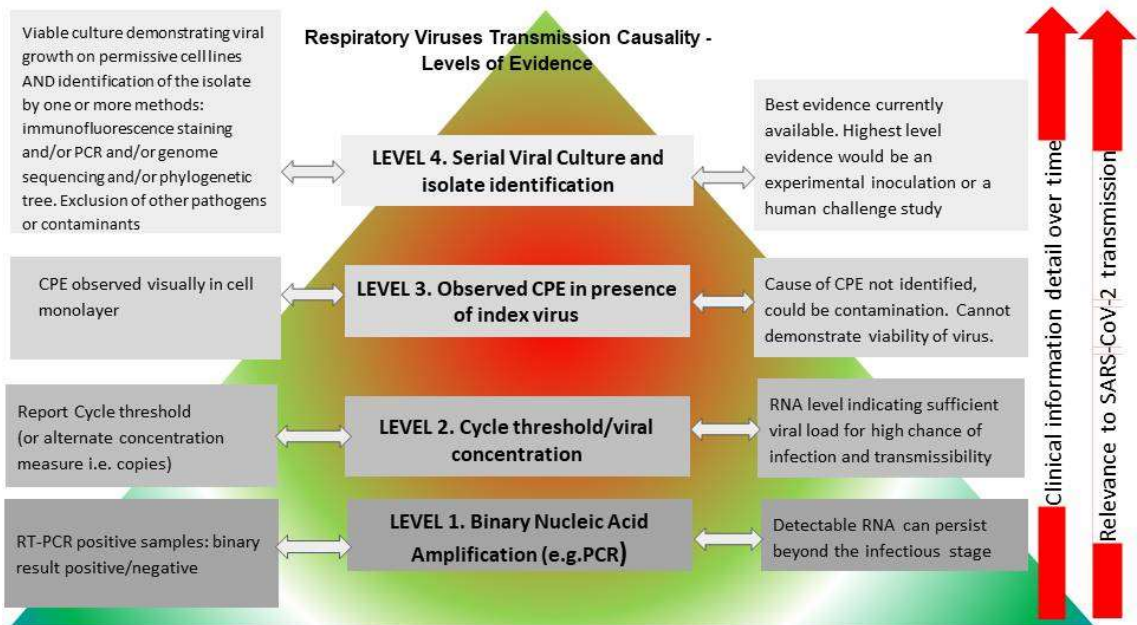 Respiratory Viruses Transmission Causality -
Levels of Evidence
Viable culture demonstrating viral
growth on permissive cell lines
AND identification of the isolate
by one or more methods:
immunofluorescence staining
and/or PCR and/or genome
sequencing and/or phylogenetic
tree. Exclusion of other pathogens
or contaminants
LEVEL 4. Serial Viral Culture and
isolate identification
Best evidence currently
available. Highest level
evidence would be an
experimental inoculation or a
human challenge study
CPE observed visually in cell
monolayer
LEVEL 3. Observed CPE in presence
of index virus
Cause of CPE not identified,
could be contamination. Cannot
demonstrate viability of virus.
Report Cycle threshold
(or alternate concentration
measure i.e. copies)
LEVEL 2. Cycle threshold/viral
concentration
RNA level indicating sufficient
viral load for high chance of
infection and transmissibility
RT-PCR positive samples: binary
result positive/negative
LEVEL 1. Binary Nucleic Acid
Amplification (e.g.PCR)
Detectable RNA can persist
beyond the infectious stage
Clinical information detail over time
Relevance to SARS-CoV-2 transmission